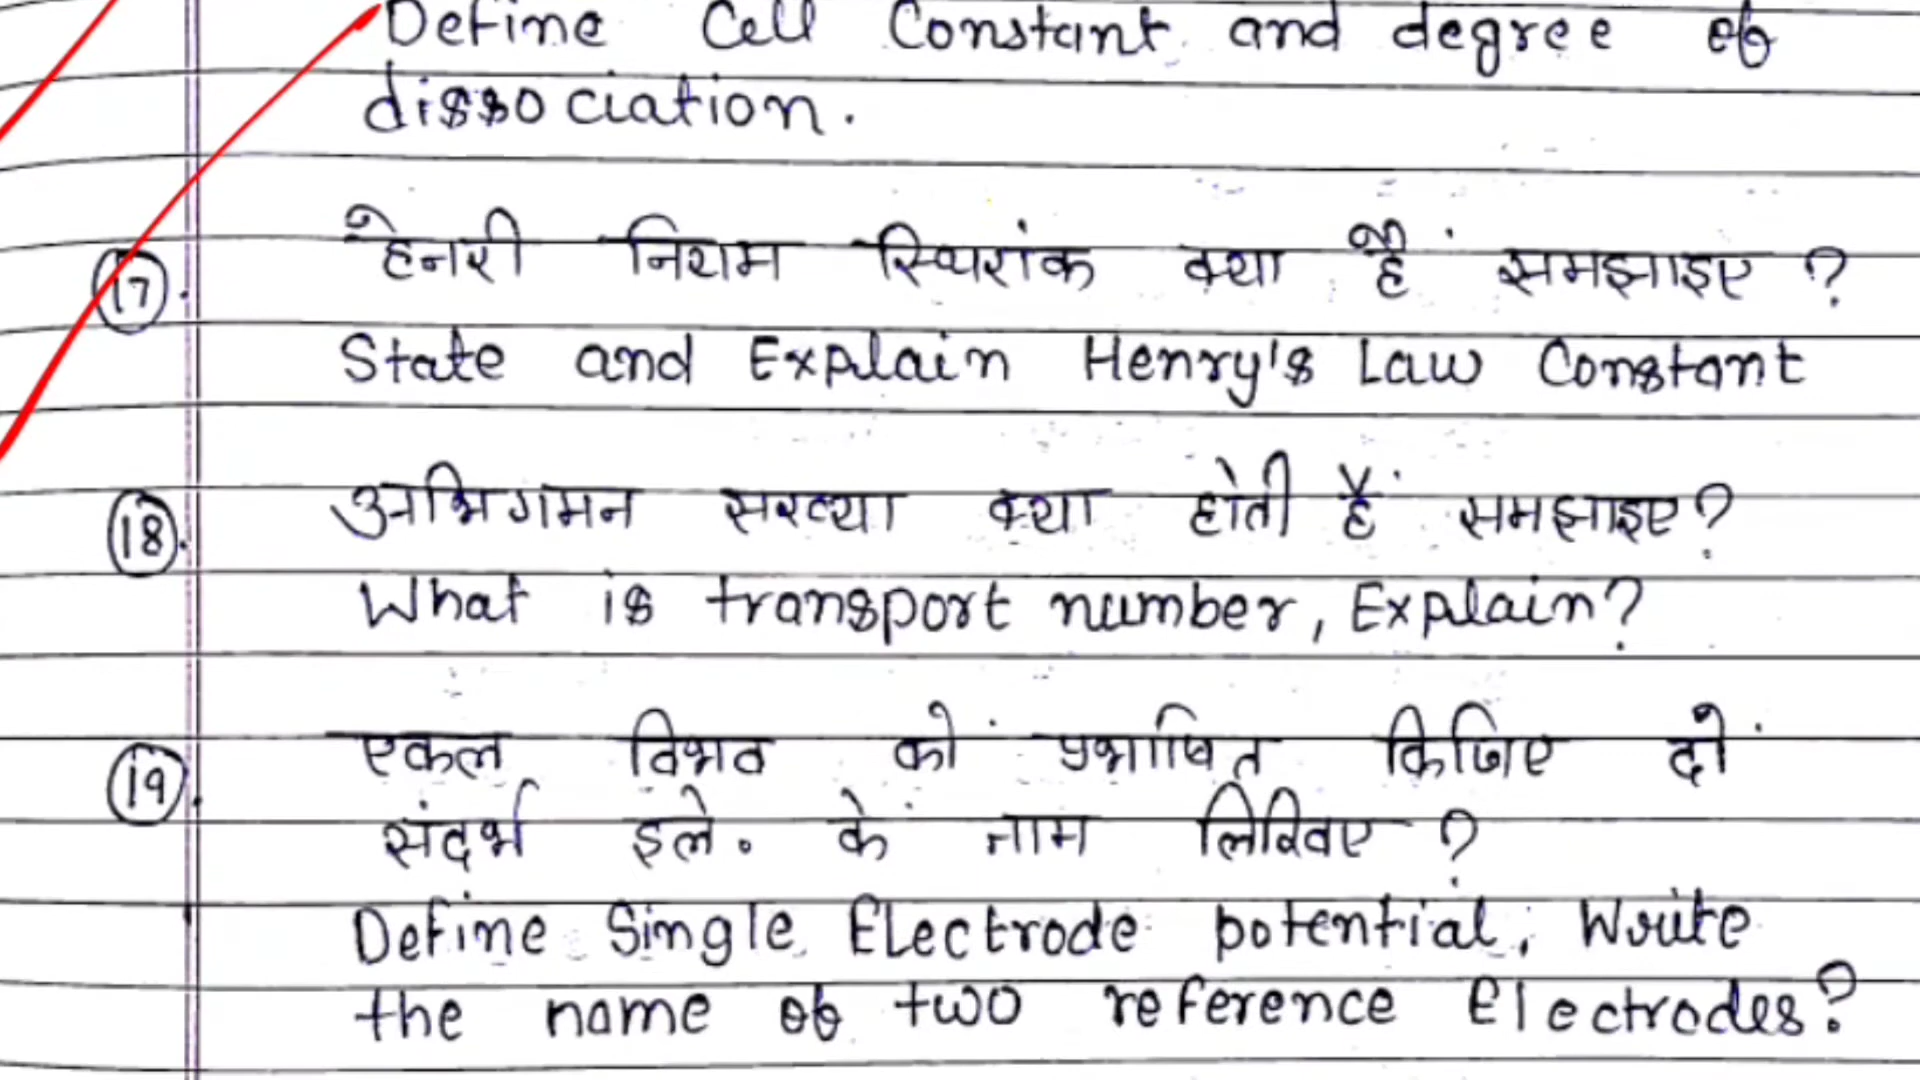 Define Cell Constant and degree of
dissociation.
17. हेनरी नियम स्थिरांक क्या है समझाइए ?
State and Explain Henry's Law Constant
18. अभिगमन सख्या क्या होती है समझाइए ?
What is transport number, Explain?
19. एकल विभव को प्रभाषित किजिए दो
संदर्भ इले. के नाम लिखिए ?
Define Single Electrode potential, Write
the name of two reference Electrodes?